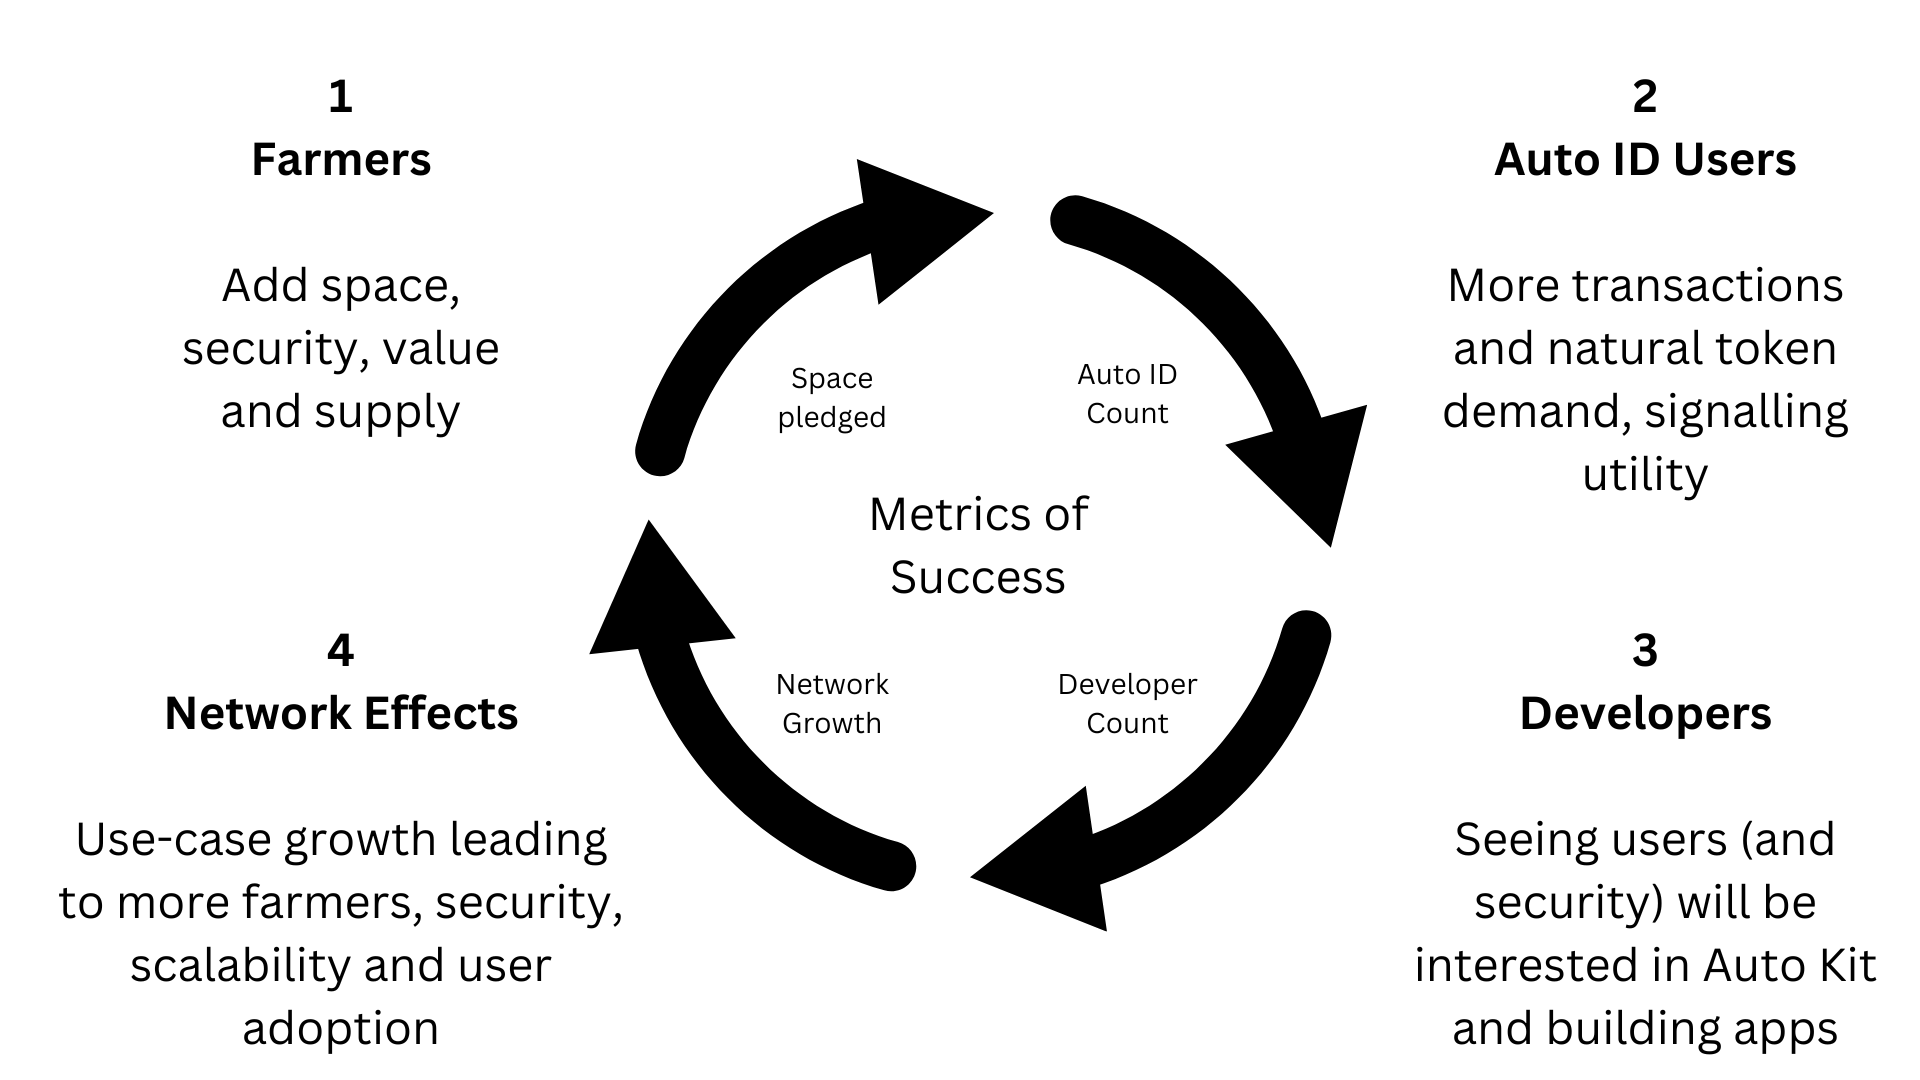 1
Farmers
Add space,
security, value
and supply
2
Auto ID Users
More transactions
and natural token
demand, signalling
utility
Space
pledged
Auto ID
Count
Metrics of
Success
Network
Growth
Developer
Count
3
Developers
Seeing users (and
security) will be
interested in Auto Kit
and building apps
4
Network Effects
Use-case growth leading
to more farmers, security,
scalability and user
adoption